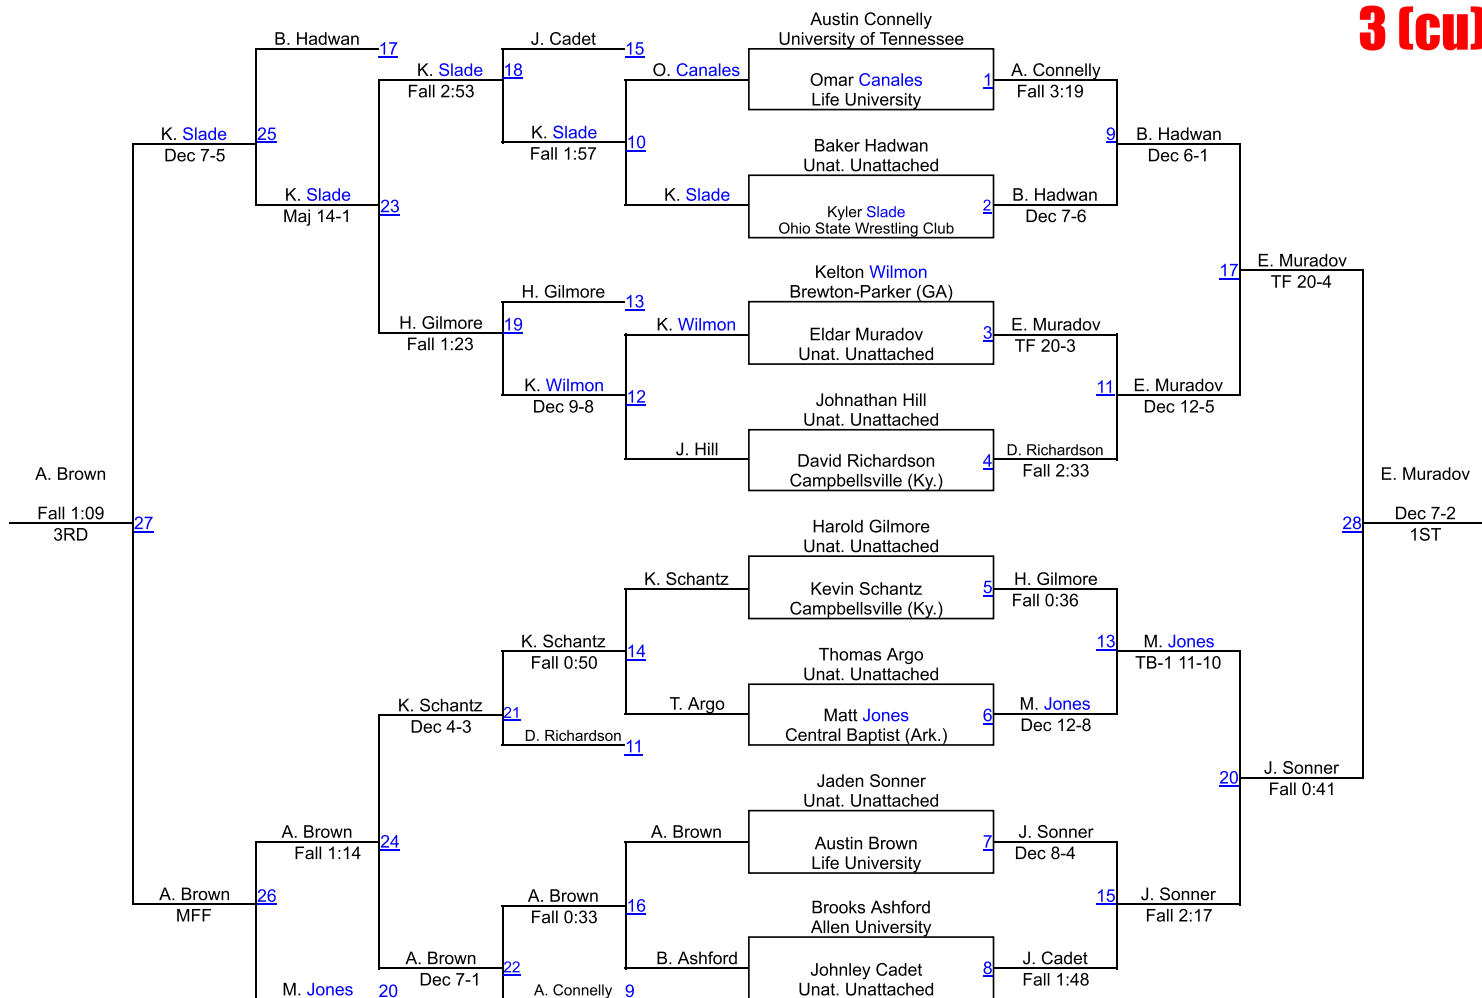 3 (cu)
Austin Connelly
University of Tennessee
B. Hadwan
17
J. Cadet
15
K. Slade
18
Fall 2:53
O. Canales
Omar Canales
Life University
1
A. Connelly
Fall 3:19
K. Slade
25
Dec 7-5
K. Slade
Fall 1:57
10
Baker Hadwan
Unat. Unattached
9
B. Hadwan
Dec 6-1
K. Slade
Maj 14-1
23
K. Slade
Kyler Slade
Ohio State Wrestling Club
2
B. Hadwan
Dec 7-6
Kelton Wilmon
Brewton-Parker (GA)
17
E. Muradov
TF 20-4
H. Gilmore
13
H. Gilmore
Fall 1:23
19
K. Wilmon
Eldar Muradov
Unat. Unattached
3
E. Muradov
TF 20-3
K. Wilmon
Dec 9-8
12
Johnathan Hill
Unat. Unattached
11
E. Muradov
Dec 12-5
J. Hill
David Richardson
Campbellsville (Ky.)
4
D. Richardson
Fall 2:33
A. Brown
Fall 1:09
3RD
27
E. Muradov
28
Dec 7-2
1ST
Harold Gilmore
Unat. Unattached
K. Schantz
Kevin Schantz
Campbellsville (Ky.)
5
H. Gilmore
Fall 0:36
K. Schantz
Fall 0:50
14
Thomas Argo
Unat. Unattached
13
M. Jones
TB-1 11-10
K. Schantz
Dec 4-3
21
T. Argo
Matt Jones
Central Baptist (Ark.)
6
M. Jones
Dec 12-8
D. Richardson
11
Jaden Sonner
Unat. Unattached
20
J. Sonner
Fall 0:41
A. Brown
Fall 1:14
24
A. Brown
Austin Brown
Life University
7
J. Sonner
Dec 8-4
A. Brown
MFF
26
A. Brown
Fall 0:33
16
Brooks Ashford
Allen University
15
J. Sonner
Fall 2:17
A. Brown
Dec 7-1
22
B. Ashford
Johnley Cadet
Unat. Unattached
8
J. Cadet
Fall 1:48
M. Jones
20
A. Connelly
9